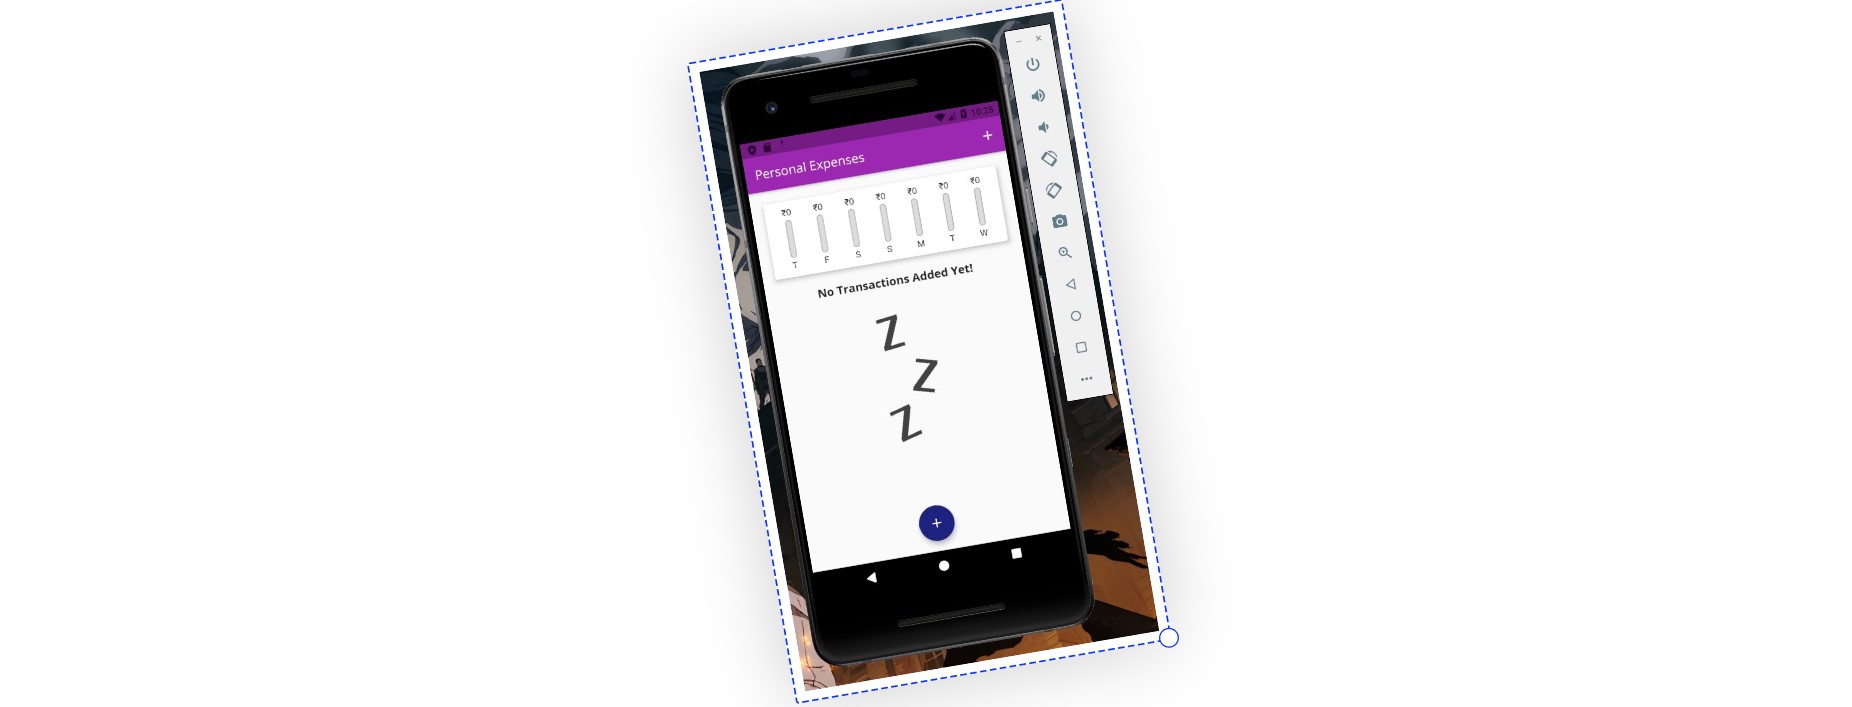 10:25
Personal Expenses
+
₹0 ₹0 ₹0 ₹0 ₹0 ₹0 ₹0
T F S S M T W
No Transactions Added Yet!
Z
Z
Z
+